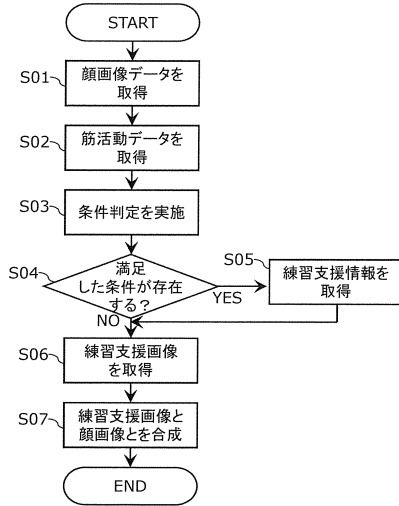 START
S01
顔画像データを
取得
S02
筋活動データを
取得
S03
条件判定を実施
S04
満足
した条件が存在
する?
YES
S05
練習支援情報を
取得
NO
S06
練習支援画像
を取得
S07
練習支援画像と
顔画像とを合成
END